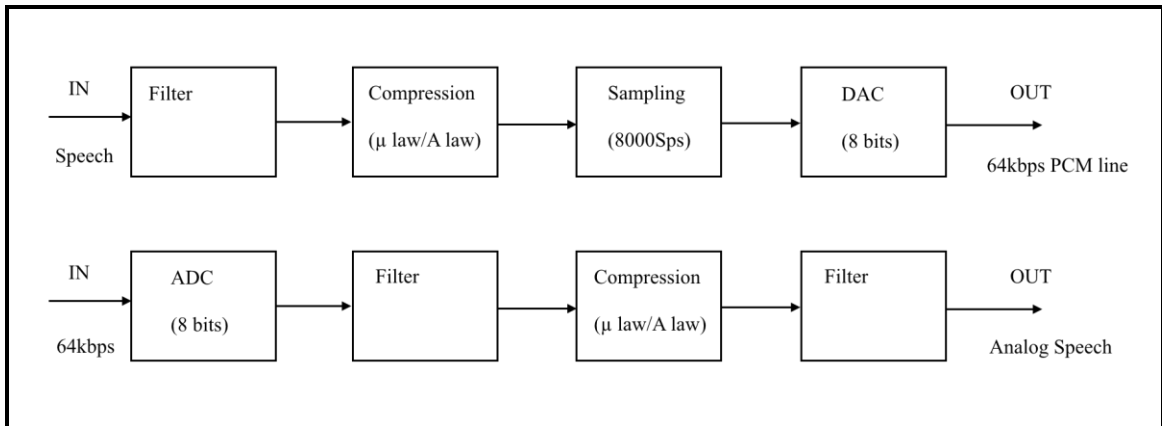 IN
Speech
Filter
Compression
(µ law/A law)
Sampling
(8000Sps)
DAC
(8 bits)
OUT
64kbps PCM line
IN
64kbps
ADC
(8 bits)
Filter
Compression
(µ law/A law)
Filter
OUT
Analog Speech